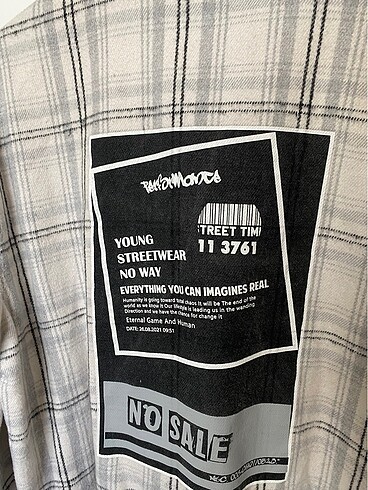 Performance
STREET TIM
11 3761
YOUNG
STREETWEAR
NO WAY
EVERYTHING YOU CAN IMAGINES REAL
Humanity is going toward total chaos It will be The end of the
world as we know it Our lifestyle is leading us in the wanding
Direction and we have the chance for change it
Eternal Game And Human
DATE: 26.08.2021 09:51
NO SALE